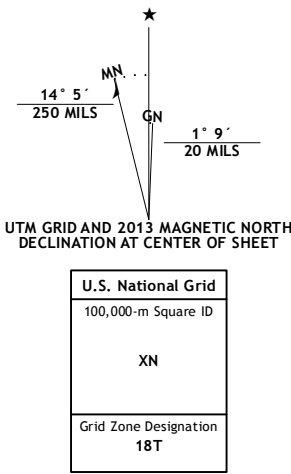 ★
MN
14° 5´
250 MILS
GN
1° 9´
20 MILS
UTM GRID AND 2013 MAGNETIC NORTH
DECLINATION AT CENTER OF SHEET
U.S. National Grid
100,000-m Square ID
XN
Grid Zone Designation
18T